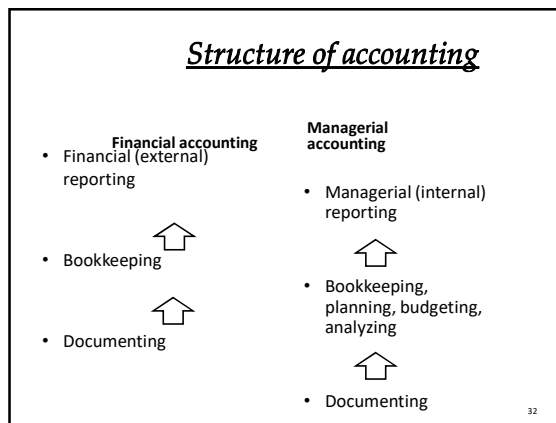 Structure of accounting
Financial accounting
• Financial (external)
reporting
• Bookkeeping
• Documenting
Managerial
accounting
• Managerial (internal)
reporting
• Bookkeeping,
planning, budgeting,
analyzing
• Documenting
32